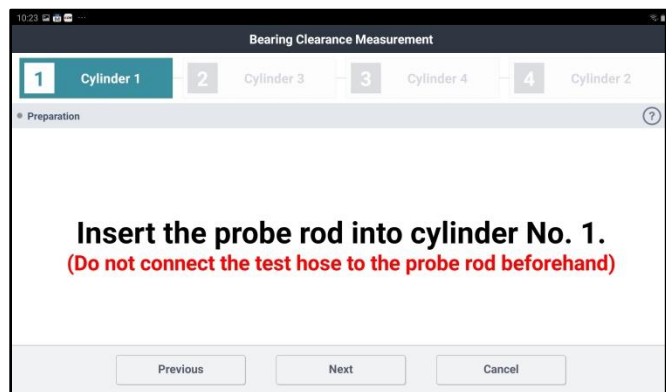 10:23
Bearing Clearance Measurement
1 Cylinder 1 2 Cylinder 3 3 Cylinder 4 4 Cylinder 2
Preparation ?
Insert the probe rod into cylinder No. 1.
(Do not connect the test hose to the probe rod beforehand)
Previous Next Cancel